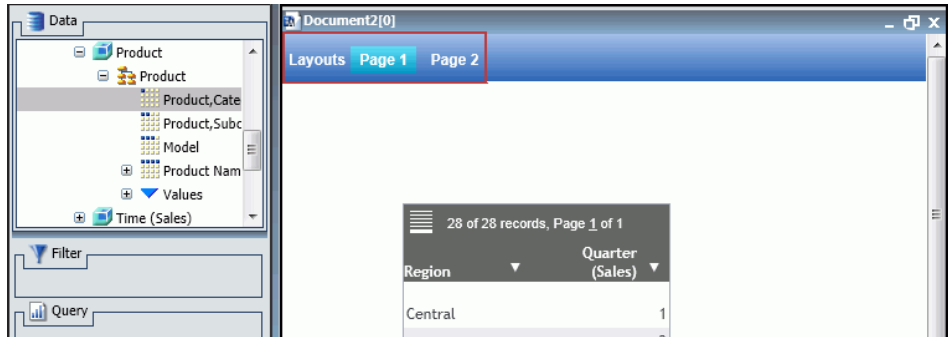 Data
Product
Product
Product,Cate
Product,Subc
Model
Product Nam
Values
Time (Sales)
Filter
Query
Document2[0]
Layouts Page 1 Page 2
28 of 28 records, Page 1 of 1
Region Quarter (Sales)
Central 1